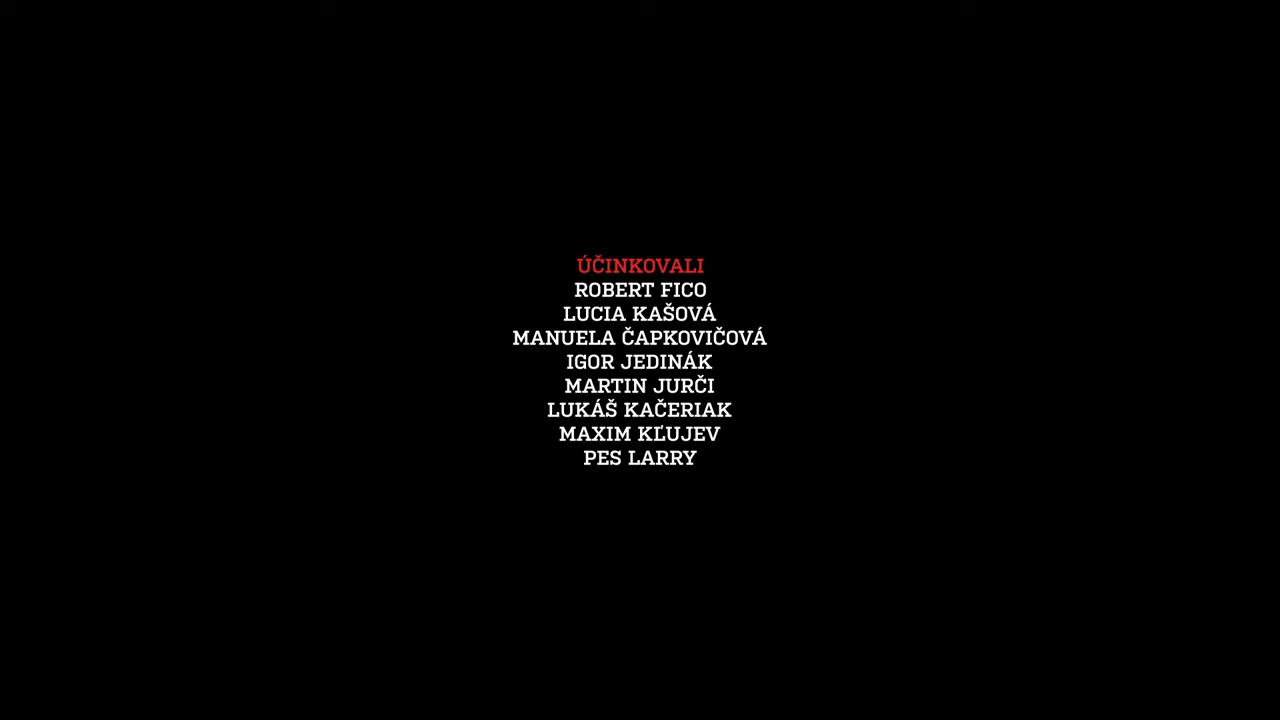 ÚČINKOVALI
ROBERT FICO
LUCIA KAŠOVÁ
MANUELA ČAPKOVIČOVÁ
IGOR JEDINÁK
MARTIN JURČI
LUKÁŠ KAČERIAK
MAXIM KĽUJEV
PES LARRY